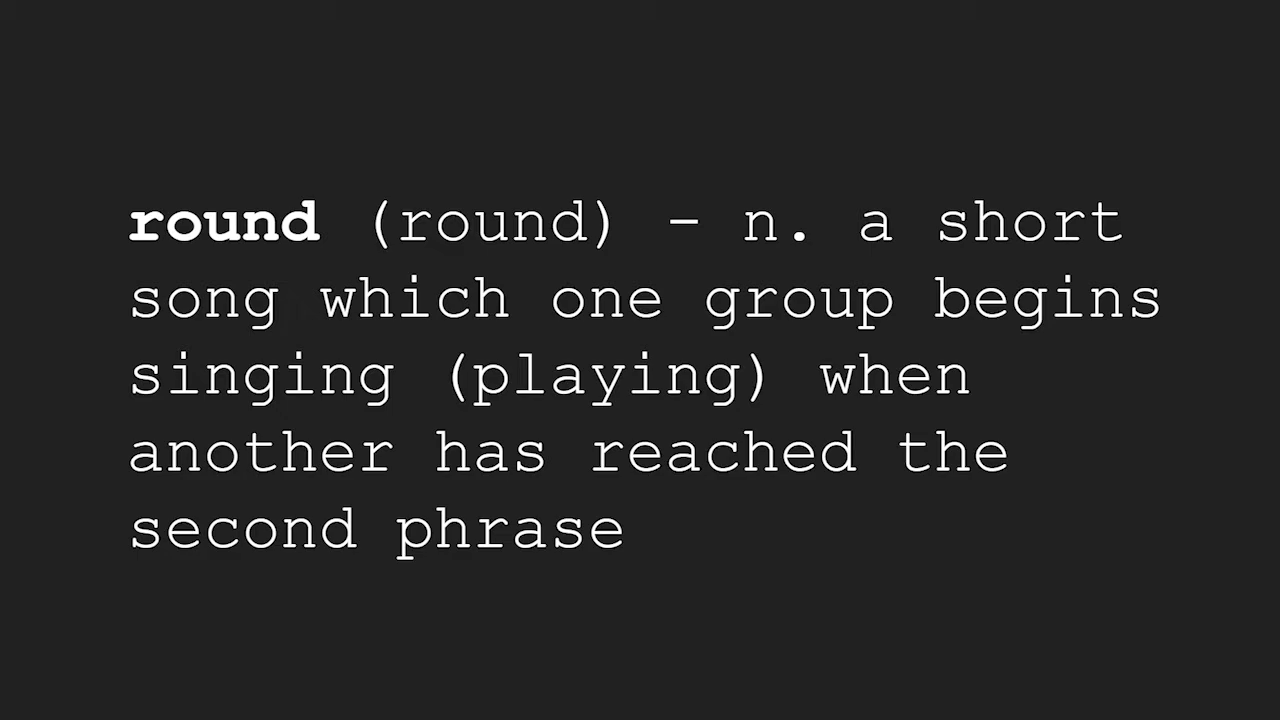 round (round) - n. a short
song which one group begins
singing (playing) when
another has reached the
second phrase